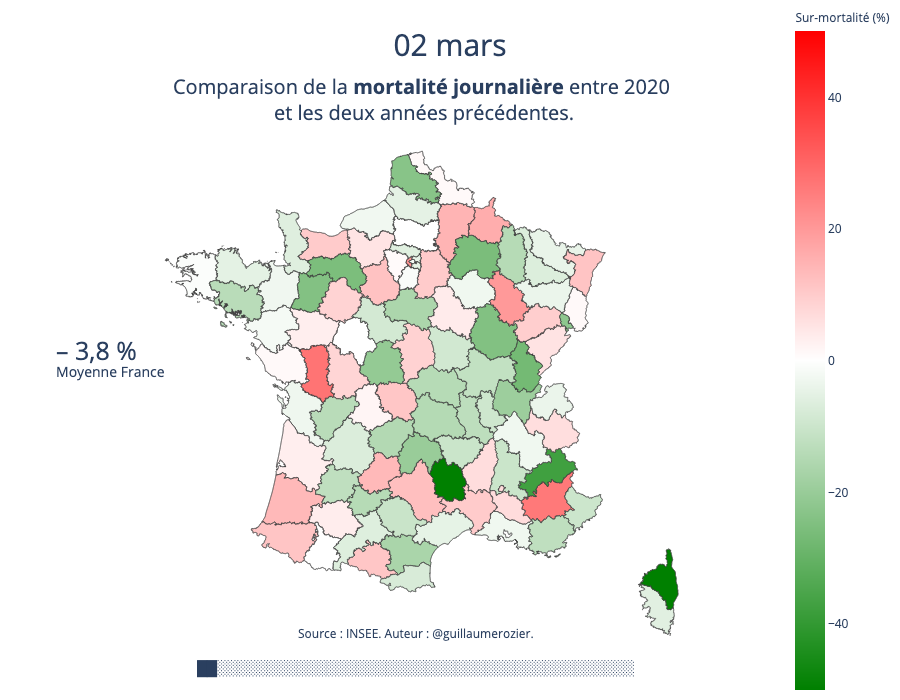 Sur-mortalité (%)
02 mars
Comparaison de la mortalité journalière entre 2020
et les deux années précédentes.
40
20
0
−20
−40
– 3,8 %
Moyenne France
Source : INSEE. Auteur : @guillaumerozier.